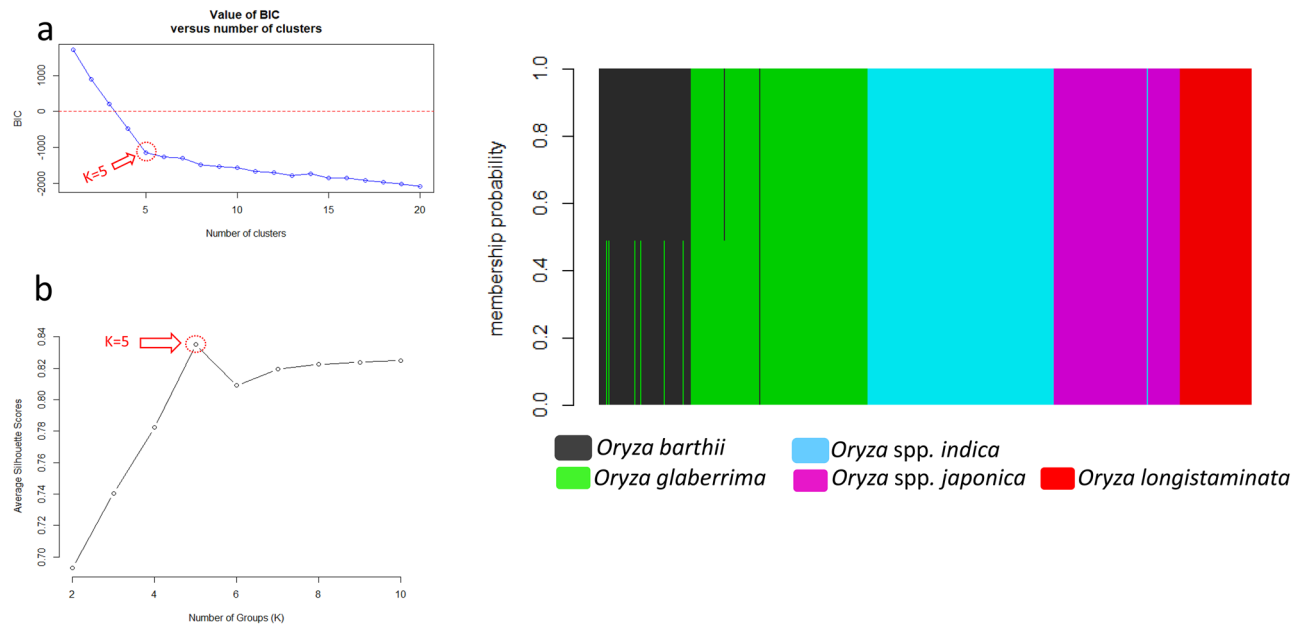 a
Value of BIC
versus number of clusters
BIC
1000
0
-1000
-2000
K=5
5
10
15
20
Number of clusters
b
Average Silhouette Scores
0.84
0.82
0.80
0.78
0.76
0.74
0.72
0.70
K=5
2
4
6
8
10
Number of Groups (K)
membership probability
1.0
0.8
0.6
0.4
0.2
0.0
Oryza barthii
Oryza spp. indica
Oryza glaberrima
Oryza spp. japonica
Oryza longistaminata